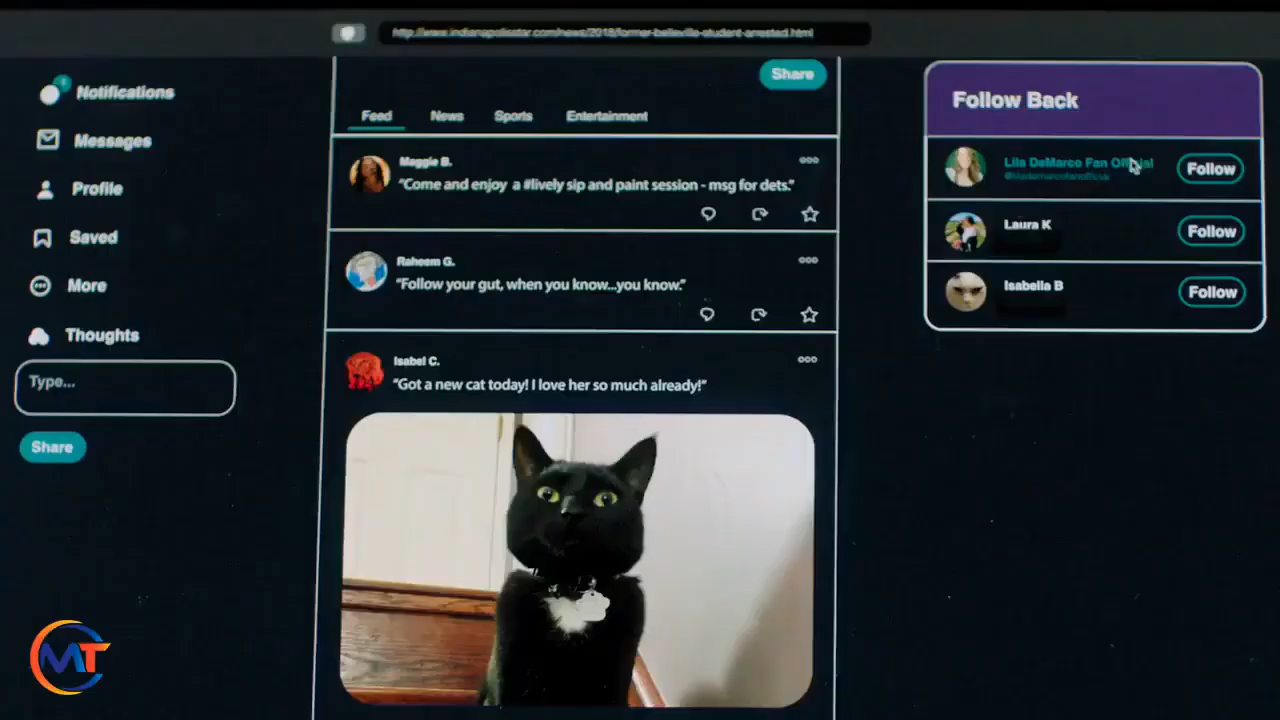 http://www.indianapolisstar.com/news/2018/former-belleville-student-arrested.html
Notifications
Messages
Profile
Saved
More
Thoughts
Type...
Share
Share
Feed News Sports Entertainment
Maggie B.
"Come and enjoy a #lively sip and paint session - msg for dets."
Raheem G.
"Follow your gut, when you know...you know."
Isabel C.
"Got a new cat today! I love her so much already!"
Follow Back
Lila DeMarco Fan Official
Follow
Laura K
Follow
Isabella B
Follow
MT